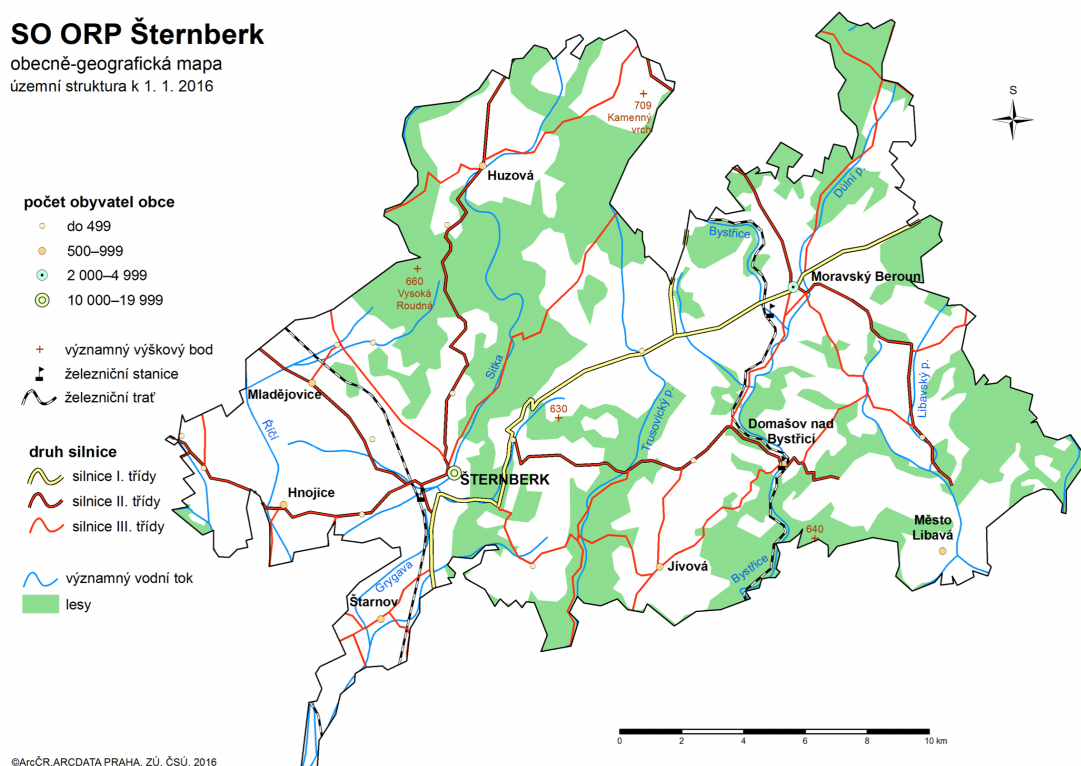 SO ORP Šternberk
obecně-geografická mapa
územní struktura k 1. 1. 2016
S
709
Kamenný
vrch
Huzová
Důlní p.
počet obyvatel obce
do 499
500–999
2 000–4 999
10 000–19 999
Bystřice
Moravský Beroun
660
Vysoká
Roudná
významný výškový bod
železniční stanice
železniční trať
Mladějovice
Sitka
Libavský p.
630
Trusovický p.
Říčí
Domašov nad
Bystřicí
druh silnice
silnice I. třídy
silnice II. třídy
silnice III. třídy
ŠTERNBERK
Hnojice
Město
Libavá
640
významný vodní tok
lesy
Grygava
Jívová
Bystřice
Štarnov
0 2 4 6 8 10 km
©ArcČR,ARCDATA PRAHA, ZÚ, ČSÚ, 2016